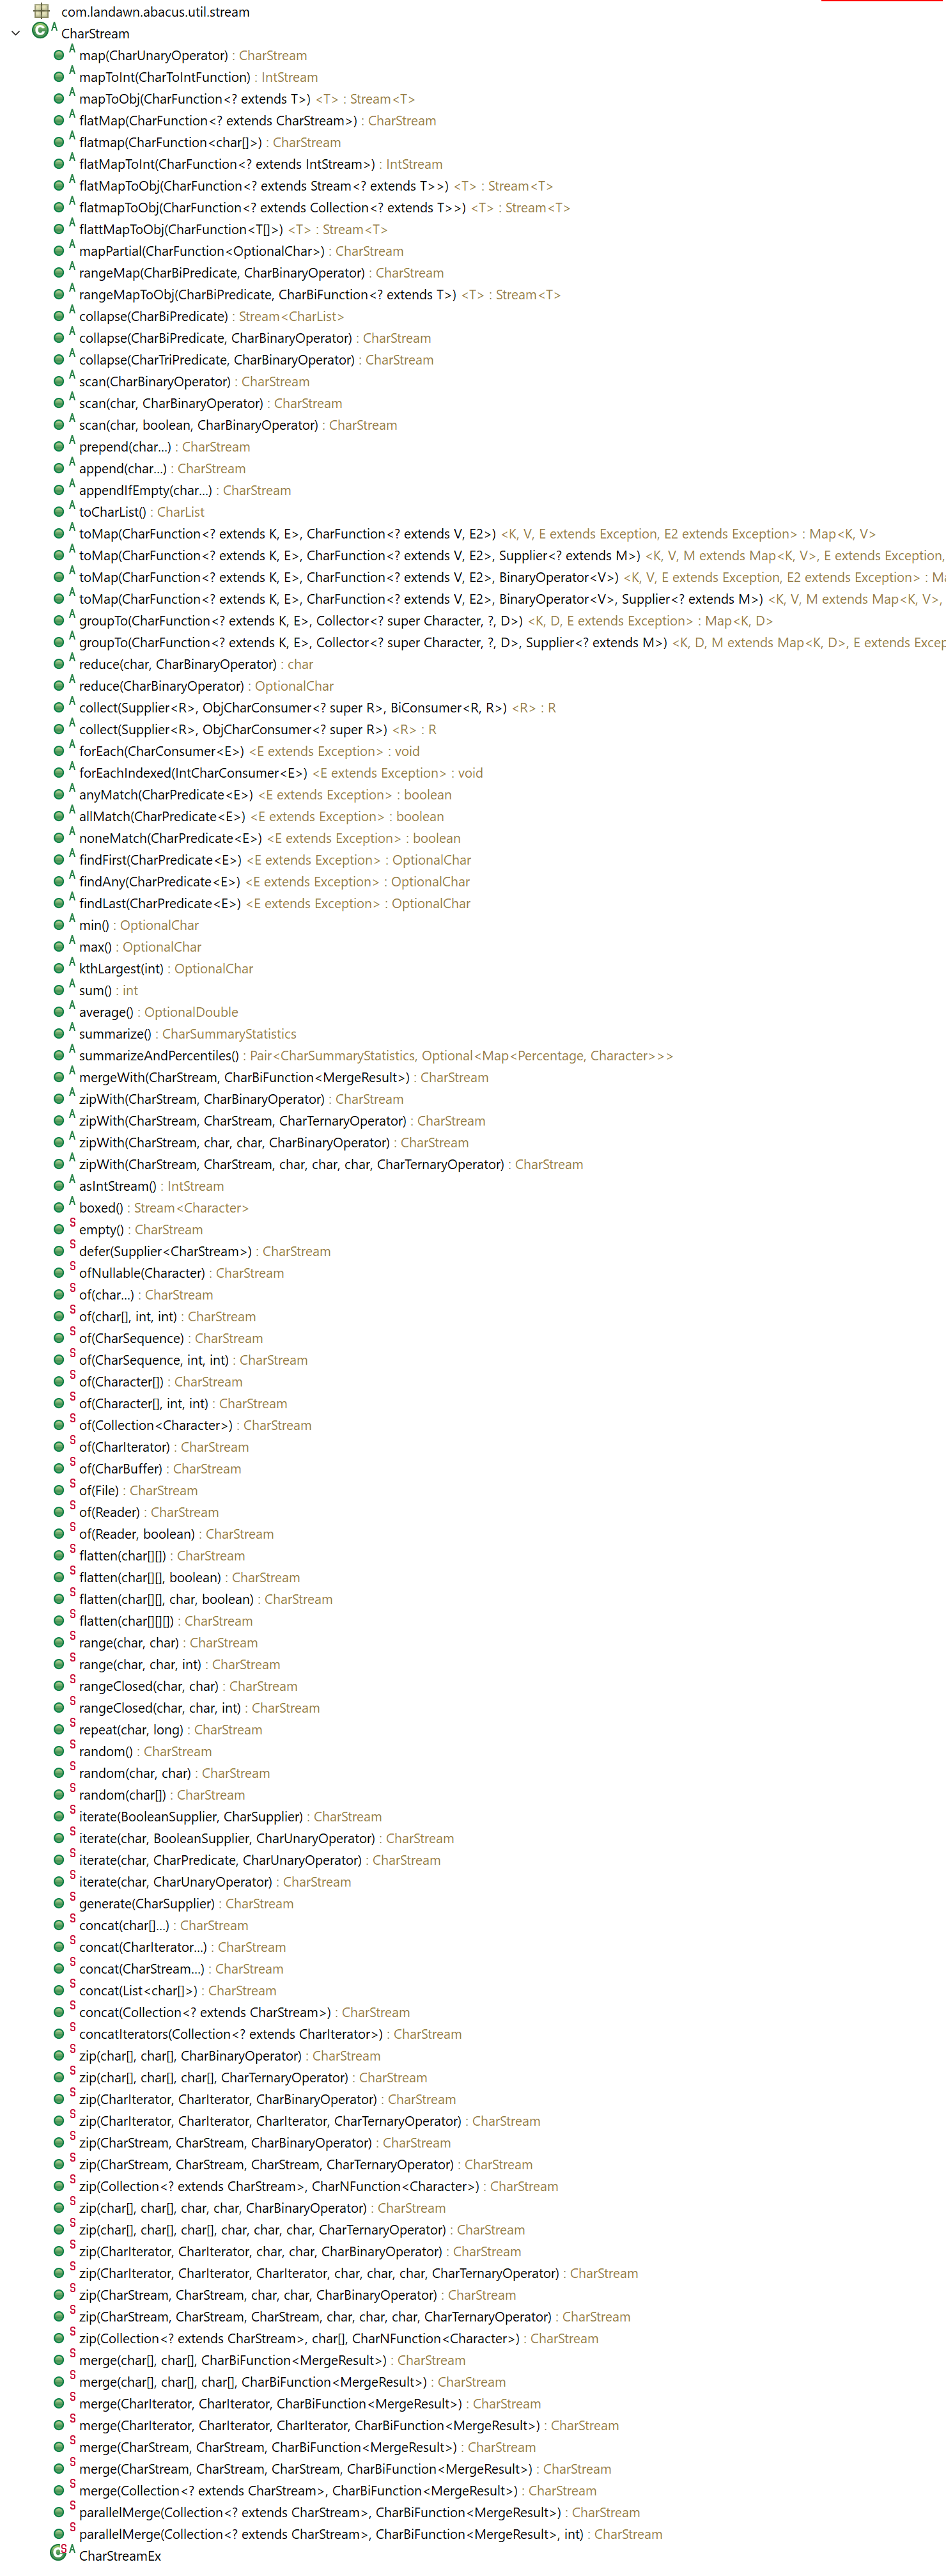 com.landawn.abacus.util.stream
CharStream
map(CharUnaryOperator) : CharStream
mapToInt(CharToIntFunction) : IntStream
mapToObj(CharFunction<? extends T>) <T> : Stream<T>
flatMap(CharFunction<? extends CharStream>) : CharStream
flatmap(CharFunction<char[]>) : CharStream
flatMapToInt(CharFunction<? extends IntStream>) : IntStream
flatMapToObj(CharFunction<? extends Stream<? extends T>>) <T> : Stream<T>
flatmapToObj(CharFunction<? extends Collection<? extends T>>) <T> : Stream<T>
flattMapToObj(CharFunction<T[]>) <T> : Stream<T>
mapPartial(CharFunction<OptionalChar>) : CharStream
rangeMap(CharBiPredicate, CharBinaryOperator) : CharStream
rangeMapToObj(CharBiPredicate, CharBiFunction<? extends T>) <T> : Stream<T>
collapse(CharBiPredicate) : Stream<CharList>
collapse(CharBiPredicate, CharBinaryOperator) : CharStream
collapse(CharTriPredicate, CharBinaryOperator) : CharStream
scan(CharBinaryOperator) : CharStream
scan(char, CharBinaryOperator) : CharStream
scan(char, boolean, CharBinaryOperator) : CharStream
prepend(char...) : CharStream
append(char...) : CharStream
appendIfEmpty(char...) : CharStream
toCharList() : CharList
toMap(CharFunction<? extends K, E>, CharFunction<? extends V, E2>) <K, V, E extends Exception, E2 extends Exception> : Map<K, V>
toMap(CharFunction<? extends K, E>, CharFunction<? extends V, E2>, Supplier<? extends M>) <K, V, M extends Map<K, V>, E extends Exception,
toMap(CharFunction<? extends K, E>, CharFunction<? extends V, E2>, BinaryOperator<V>) <K, V, E extends Exception, E2 extends Exception> : Ma
toMap(CharFunction<? extends K, E>, CharFunction<? extends V, E2>, BinaryOperator<V>, Supplier<? extends M>) <K, V, M extends Map<K, V>,
groupTo(CharFunction<? extends K, E>, Collector<? super Character, ?, D>) <K, D, E extends Exception> : Map<K, D>
groupTo(CharFunction<? extends K, E>, Collector<? super Character, ?, D>, Supplier<? extends M>) <K, D, M extends Map<K, D>, E extends Excep
reduce(char, CharBinaryOperator) : char
reduce(CharBinaryOperator) : OptionalChar
collect(Supplier<R>, ObjCharConsumer<? super R>, BiConsumer<R, R>) <R> : R
collect(Supplier<R>, ObjCharConsumer<? super R>) <R> : R
forEach(CharConsumer<E>) <E extends Exception> : void
forEachIndexed(IntCharConsumer<E>) <E extends Exception> : void
anyMatch(CharPredicate<E>) <E extends Exception> : boolean
allMatch(CharPredicate<E>) <E extends Exception> : boolean
noneMatch(CharPredicate<E>) <E extends Exception> : boolean
findFirst(CharPredicate<E>) <E extends Exception> : OptionalChar
findAny(CharPredicate<E>) <E extends Exception> : OptionalChar
findLast(CharPredicate<E>) <E extends Exception> : OptionalChar
min() : OptionalChar
max() : OptionalChar
kthLargest(int) : OptionalChar
sum() : int
average() : OptionalDouble
summarize() : CharSummaryStatistics
summarizeAndPercentiles() : Pair<CharSummaryStatistics, Optional<Map<Percentage, Character>>>
mergeWith(CharStream, CharBiFunction<MergeResult>) : CharStream
zipWith(CharStream, CharBinaryOperator) : CharStream
zipWith(CharStream, CharStream, CharTernaryOperator) : CharStream
zipWith(CharStream, char, char, CharBinaryOperator) : CharStream
zipWith(CharStream, CharStream, char, char, char, CharTernaryOperator) : CharStream
asIntStream() : IntStream
boxed() : Stream<Character>
empty() : CharStream
defer(Supplier<CharStream>) : CharStream
ofNullable(Character) : CharStream
of(char...) : CharStream
of(char[], int, int) : CharStream
of(CharSequence) : CharStream
of(CharSequence, int, int) : CharStream
of(Character[]) : CharStream
of(Character[], int, int) : CharStream
of(Collection<Character>) : CharStream
of(CharIterator) : CharStream
of(CharBuffer) : CharStream
of(File) : CharStream
of(Reader) : CharStream
of(Reader, boolean) : CharStream
flatten(char[][]) : CharStream
flatten(char[][], boolean) : CharStream
flatten(char[][], char, boolean) : CharStream
flatten(char[][][]) : CharStream
range(char, char) : CharStream
range(char, char, int) : CharStream
rangeClosed(char, char) : CharStream
rangeClosed(char, char, int) : CharStream
repeat(char, long) : CharStream
random() : CharStream
random(char, char) : CharStream
random(char[]) : CharStream
iterate(BooleanSupplier, CharSupplier) : CharStream
iterate(char, BooleanSupplier, CharUnaryOperator) : CharStream
iterate(char, CharPredicate, CharUnaryOperator) : CharStream
iterate(char, CharUnaryOperator) : CharStream
generate(CharSupplier) : CharStream
concat(char[]...) : CharStream
concat(CharIterator...) : CharStream
concat(CharStream...) : CharStream
concat(List<char[]>) : CharStream
concat(Collection<? extends CharStream>) : CharStream
concatIterators(Collection<? extends CharIterator>) : CharStream
zip(char[], char[], CharBinaryOperator) : CharStream
zip(char[], char[], char[], CharTernaryOperator) : CharStream
zip(CharIterator, CharIterator, CharBinaryOperator) : CharStream
zip(CharIterator, CharIterator, CharIterator, CharTernaryOperator) : CharStream
zip(CharStream, CharStream, CharBinaryOperator) : CharStream
zip(CharStream, CharStream, CharStream, CharTernaryOperator) : CharStream
zip(Collection<? extends CharStream>, CharNFunction<Character>) : CharStream
zip(char[], char[], char, char, CharBinaryOperator) : CharStream
zip(char[], char[], char[], char, char, char, CharTernaryOperator) : CharStream
zip(CharIterator, CharIterator, char, char, CharBinaryOperator) : CharStream
zip(CharIterator, CharIterator, CharIterator, char, char, char, CharTernaryOperator) : CharStream
zip(CharStream, CharStream, char, char, CharBinaryOperator) : CharStream
zip(CharStream, CharStream, CharStream, char, char, char, CharTernaryOperator) : CharStream
zip(Collection<? extends CharStream>, char[], CharNFunction<Character>) : CharStream
merge(char[], char[], CharBiFunction<MergeResult>) : CharStream
merge(char[], char[], char[], CharBiFunction<MergeResult>) : CharStream
merge(CharIterator, CharIterator, CharBiFunction<MergeResult>) : CharStream
merge(CharIterator, CharIterator, CharIterator, CharBiFunction<MergeResult>) : CharStream
merge(CharStream, CharStream, CharBiFunction<MergeResult>) : CharStream
merge(CharStream, CharStream, CharStream, CharBiFunction<MergeResult>) : CharStream
merge(Collection<? extends CharStream>, CharBiFunction<MergeResult>) : CharStream
parallelMerge(Collection<? extends CharStream>, CharBiFunction<MergeResult>) : CharStream
parallelMerge(Collection<? extends CharStream>, CharBiFunction<MergeResult>, int) : CharStream
CharStreamEx